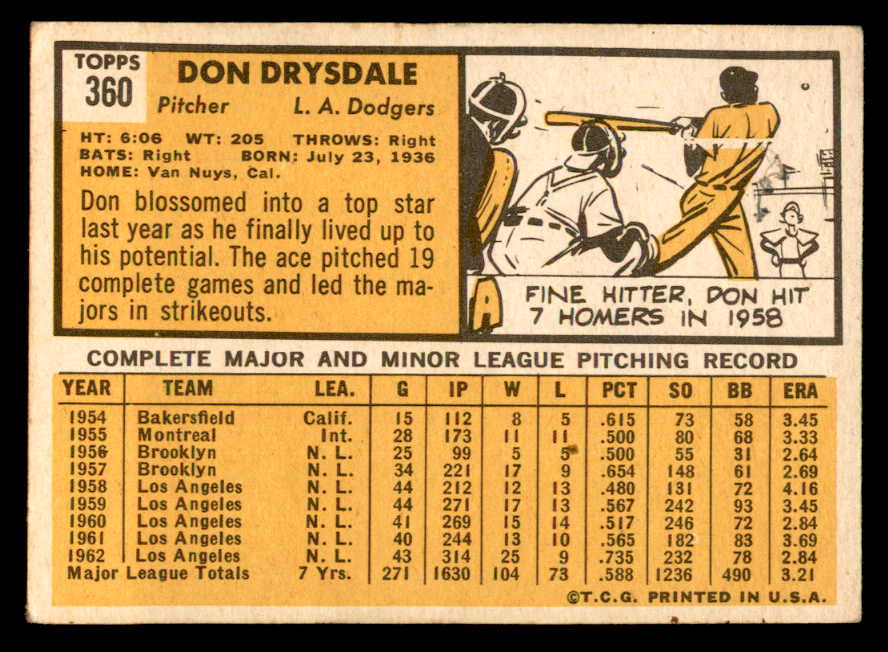 TOPPS
360
DON DRYSDALE
Pitcher L. A. Dodgers
HT: 6:06 WT: 205 THROWS: Right
BATS: Right BORN: July 23, 1936
HOME: Van Nuys, Cal.
Don blossomed into a top star
last year as he finally lived up to
his potential. The ace pitched 19
complete games and led the ma-
jors in strikeouts.
A
FINE HITTER, DON HIT
7 HOMERS IN 1958
COMPLETE MAJOR AND MINOR LEAGUE PITCHING RECORD
YEAR TEAM LEA. G IP W L PCT SO BB ERA
1954 Bakersfield Calif. 15 112 8 5 .615 73 58 3.45
1955 Montreal Int. 28 173 11 11 .500 80 68 3.33
1956 Brooklyn N. L. 25 99 5 5 .500 55 31 2.64
1957 Brooklyn N. L. 34 221 17 9 .654 148 61 2.69
1958 Los Angeles N. L. 44 212 12 13 .480 131 72 4.16
1959 Los Angeles N. L. 44 271 17 13 .567 242 93 3.45
1960 Los Angeles N. L. 41 269 15 14 .517 246 72 2.84
1961 Los Angeles N. L. 40 244 13 10 .565 182 83 3.69
1962 Los Angeles N. L. 43 314 25 9 .735 232 78 2.84
Major League Totals 7 Yrs. 271 1630 104 73 .588 1236 490 3.21
©T.C.G. PRINTED IN U.S.A.